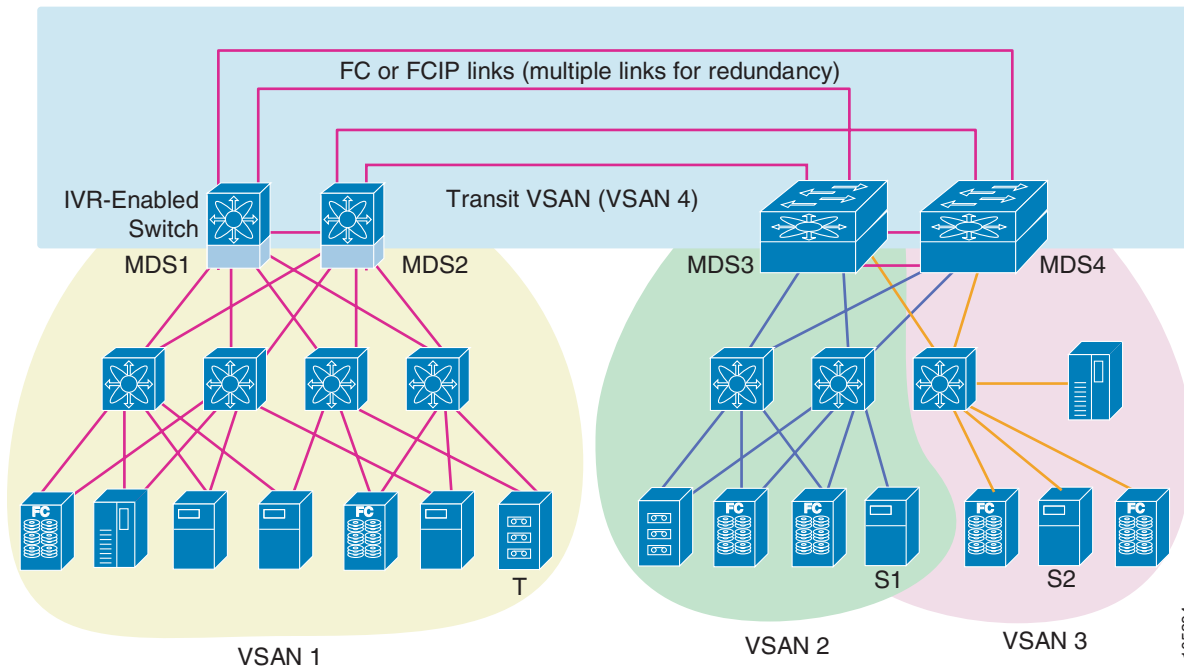 FC or FCIP links (multiple links for redundancy)
IVR-Enabled
Switch
Transit VSAN (VSAN 4)
MDS1
MDS2
MDS3
MDS4
FC
FC
FC
FC
FC
FC
T
S1
S2
VSAN 1
VSAN 2
VSAN 3